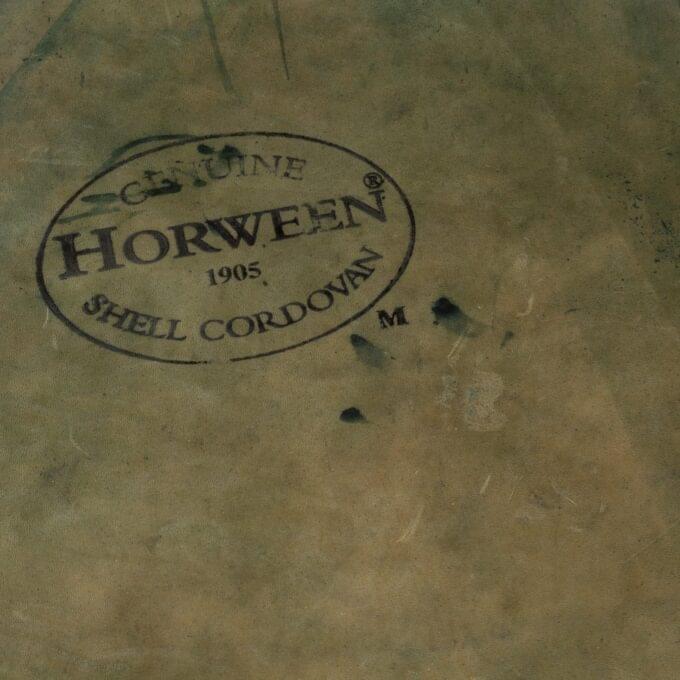 GENUINE
HORWEEN®
1905
SHELL CORDOVAN
M